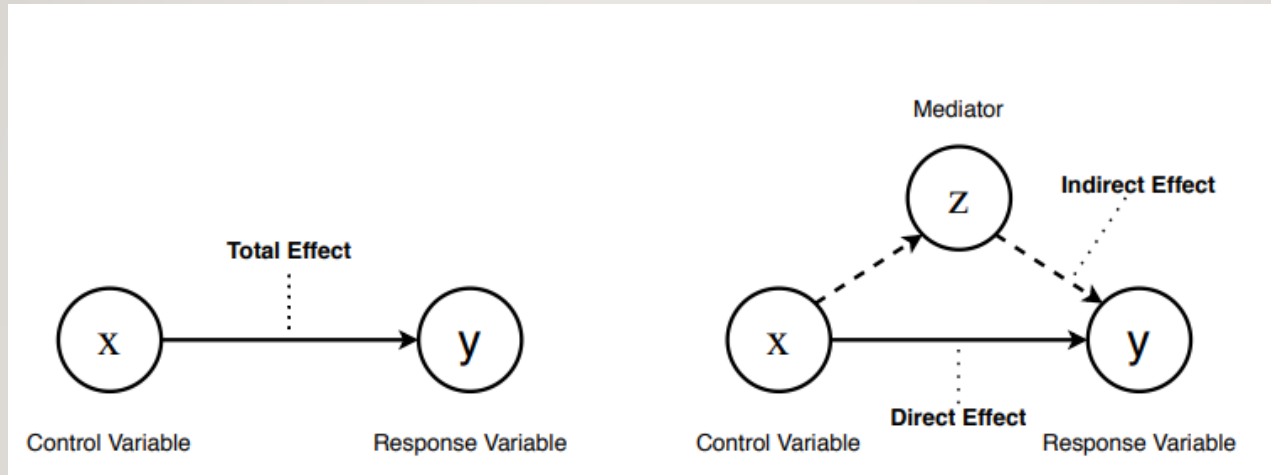 Total Effect
x
y
Control Variable
Response Variable
Mediator
z
Indirect Effect
x
y
Direct Effect
Control Variable
Response Variable